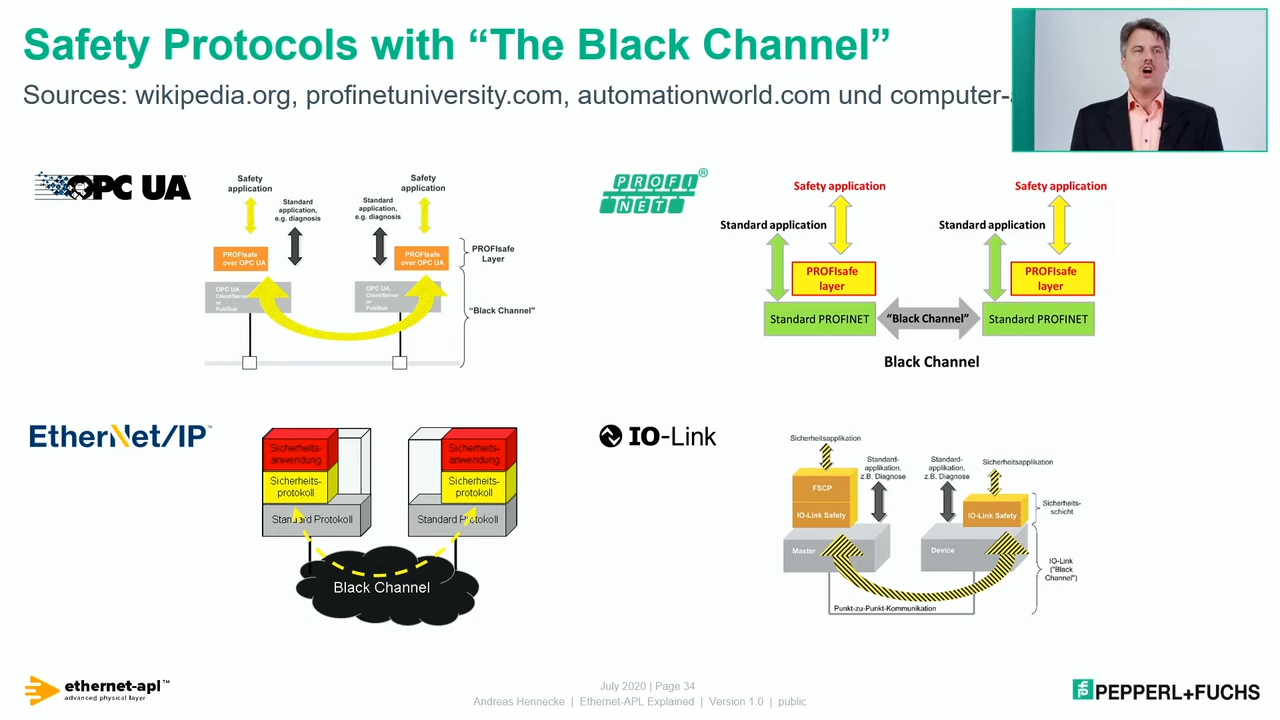 Safety Protocols with “The Black Channel”
Sources: wikipedia.org, profinetuniversity.com, automationworld.com und computer-
OPC UA
Safety
application
Standard
application,
e.g. diagnosis
Standard
application,
e.g. diagnosis
Safety
application
PROFIsafe
over OPC UA
PROFIsafe
over OPC UA
PROFIsafe
Layer
OPC UA
Client/Server
or
Pub/Sub
OPC UA
Client/Server
or
Pub/Sub
“Black Channel”
PROFI
NET®
Safety application
Safety application
Standard application
Standard application
PROFIsafe
layer
PROFIsafe
layer
Standard PROFINET
“Black Channel”
Standard PROFINET
Black Channel
EtherNet/IP™
Sicherheits-
anwendung
Sicherheits-
protokoll
Standard Protokoll
Sicherheits-
anwendung
Sicherheits-
protokoll
Standard Protokoll
Black Channel
IO-Link
Sicherheitsapplikation
Standard-
applikation,
z.B. Diagnose
Standard-
applikation,
z.B. Diagnose
Sicherheitsapplikation
FSCP
IO-Link Safety
IO-Link Safety
Sicherheits-
schicht
Master
Device
IO-Link
("Black
Channel")
Punkt-zu-Punkt-Kommunikation
ethernet-apl™
advanced physical layer
July 2020 | Page 34
Andreas Hennecke | Ethernet-APL Explained | Version 1.0 | public
PEPPERL+FUCHS